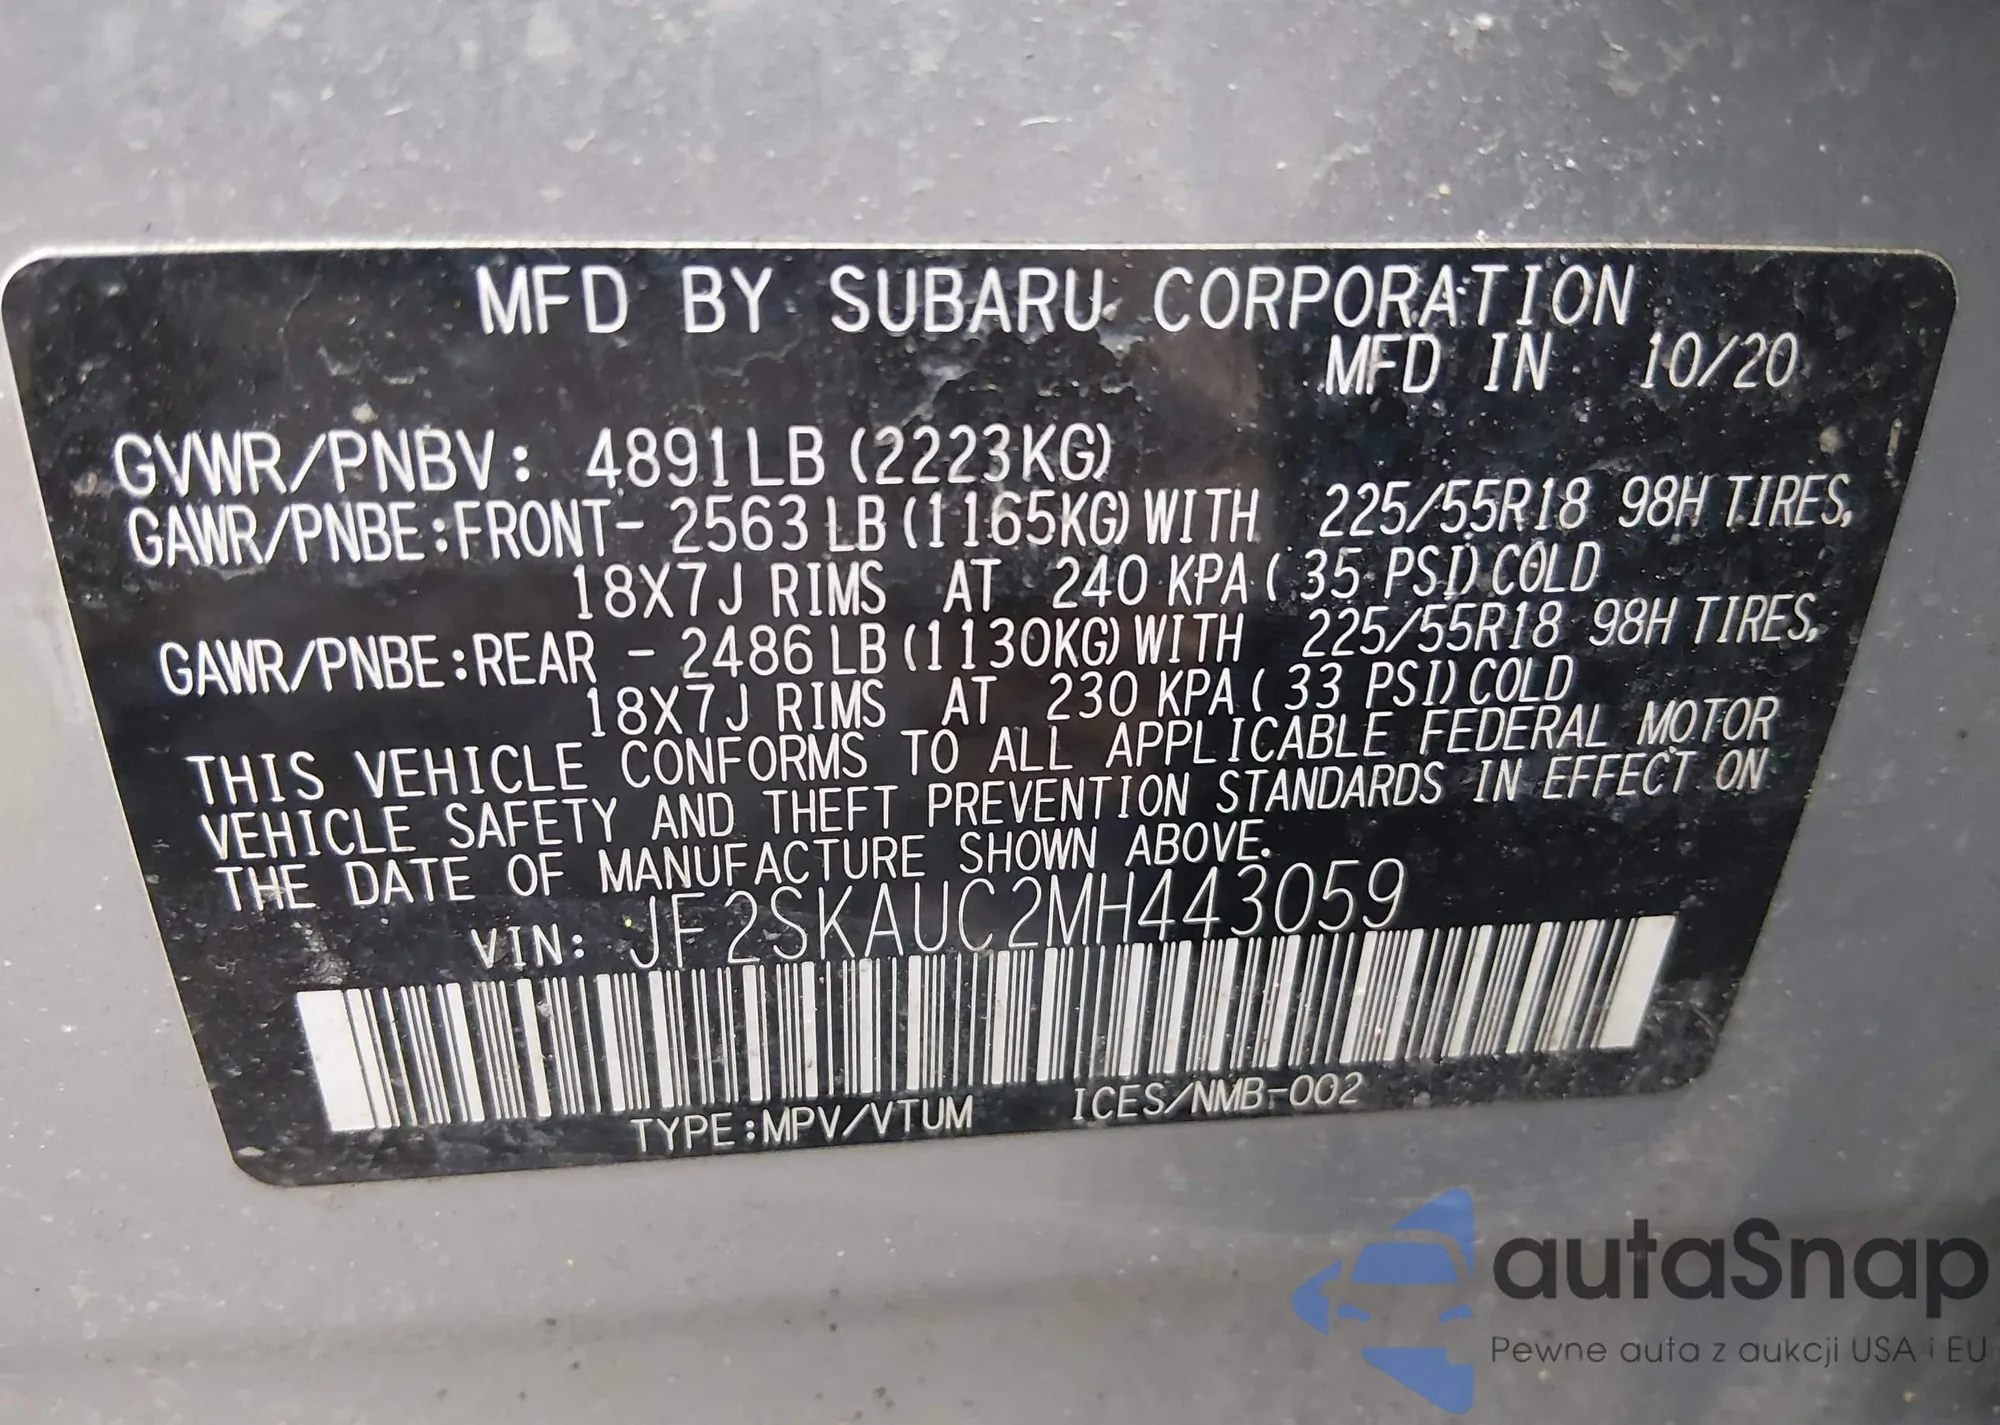 MFD BY SUBARU CORPORATION
MFD IN 10/20
GVWR/PNBV: 4891LB (2223KG)
GAWR/PNBE:FRONT- 2563 LB (1165KG) WITH 225/55R18 98H TIRES,
18X7J RIMS AT 240 KPA ( 35 PSI) COLD
GAWR/PNBE:REAR - 2486 LB (1130KG) WITH 225/55R18 98H TIRES,
18X7J RIMS AT 230 KPA ( 33 PSI) COLD
THIS VEHICLE CONFORMS TO ALL APPLICABLE FEDERAL MOTOR
VEHICLE SAFETY AND THEFT PREVENTION STANDARDS IN EFFECT ON
THE DATE OF MANUFACTURE SHOWN ABOVE.
VIN: JF2SKAUC2MH443059
TYPE:MPV/VTUM ICES/NMB-002
autaSnap
Pewne auta z aukcji USA i EU